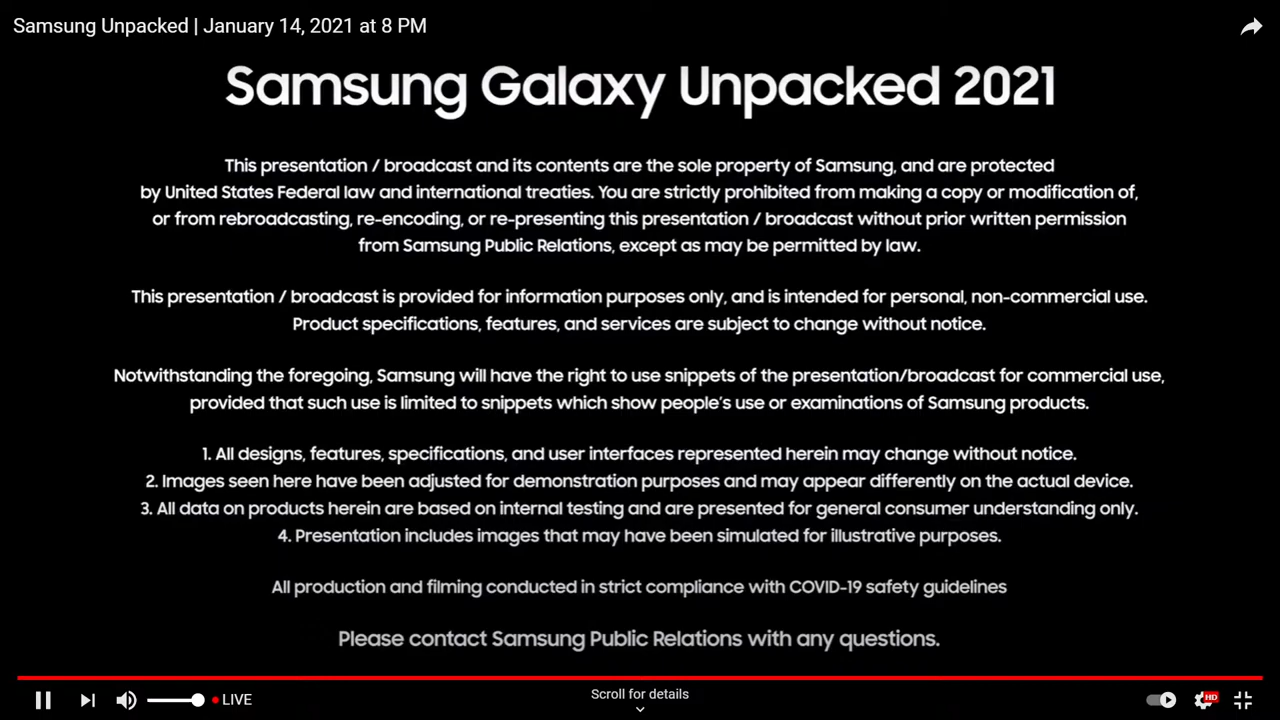 Samsung Unpacked | January 14, 2021 at 8 PM
Samsung Galaxy Unpacked 2021
This presentation / broadcast and its contents are the sole property of Samsung, and are protected
by United States Federal law and international treaties. You are strictly prohibited from making a copy or modification of,
or from rebroadcasting, re-encoding, or re-presenting this presentation / broadcast without prior written permission
from Samsung Public Relations, except as may be permitted by law.
This presentation / broadcast is provided for information purposes only, and is intended for personal, non-commercial use.
Product specifications, features, and services are subject to change without notice.
Notwithstanding the foregoing, Samsung will have the right to use snippets of the presentation/broadcast for commercial use,
provided that such use is limited to snippets which show people's use or examinations of Samsung products.
1. All designs, features, specifications, and user interfaces represented herein may change without notice.
2. Images seen here have been adjusted for demonstration purposes and may appear differently on the actual device.
3. All data on products herein are based on internal testing and are presented for general consumer understanding only.
4. Presentation includes images that may have been simulated for illustrative purposes.
All production and filming conducted in strict compliance with COVID-19 safety guidelines
Please contact Samsung Public Relations with any questions.
LIVE
Scroll for details
HD